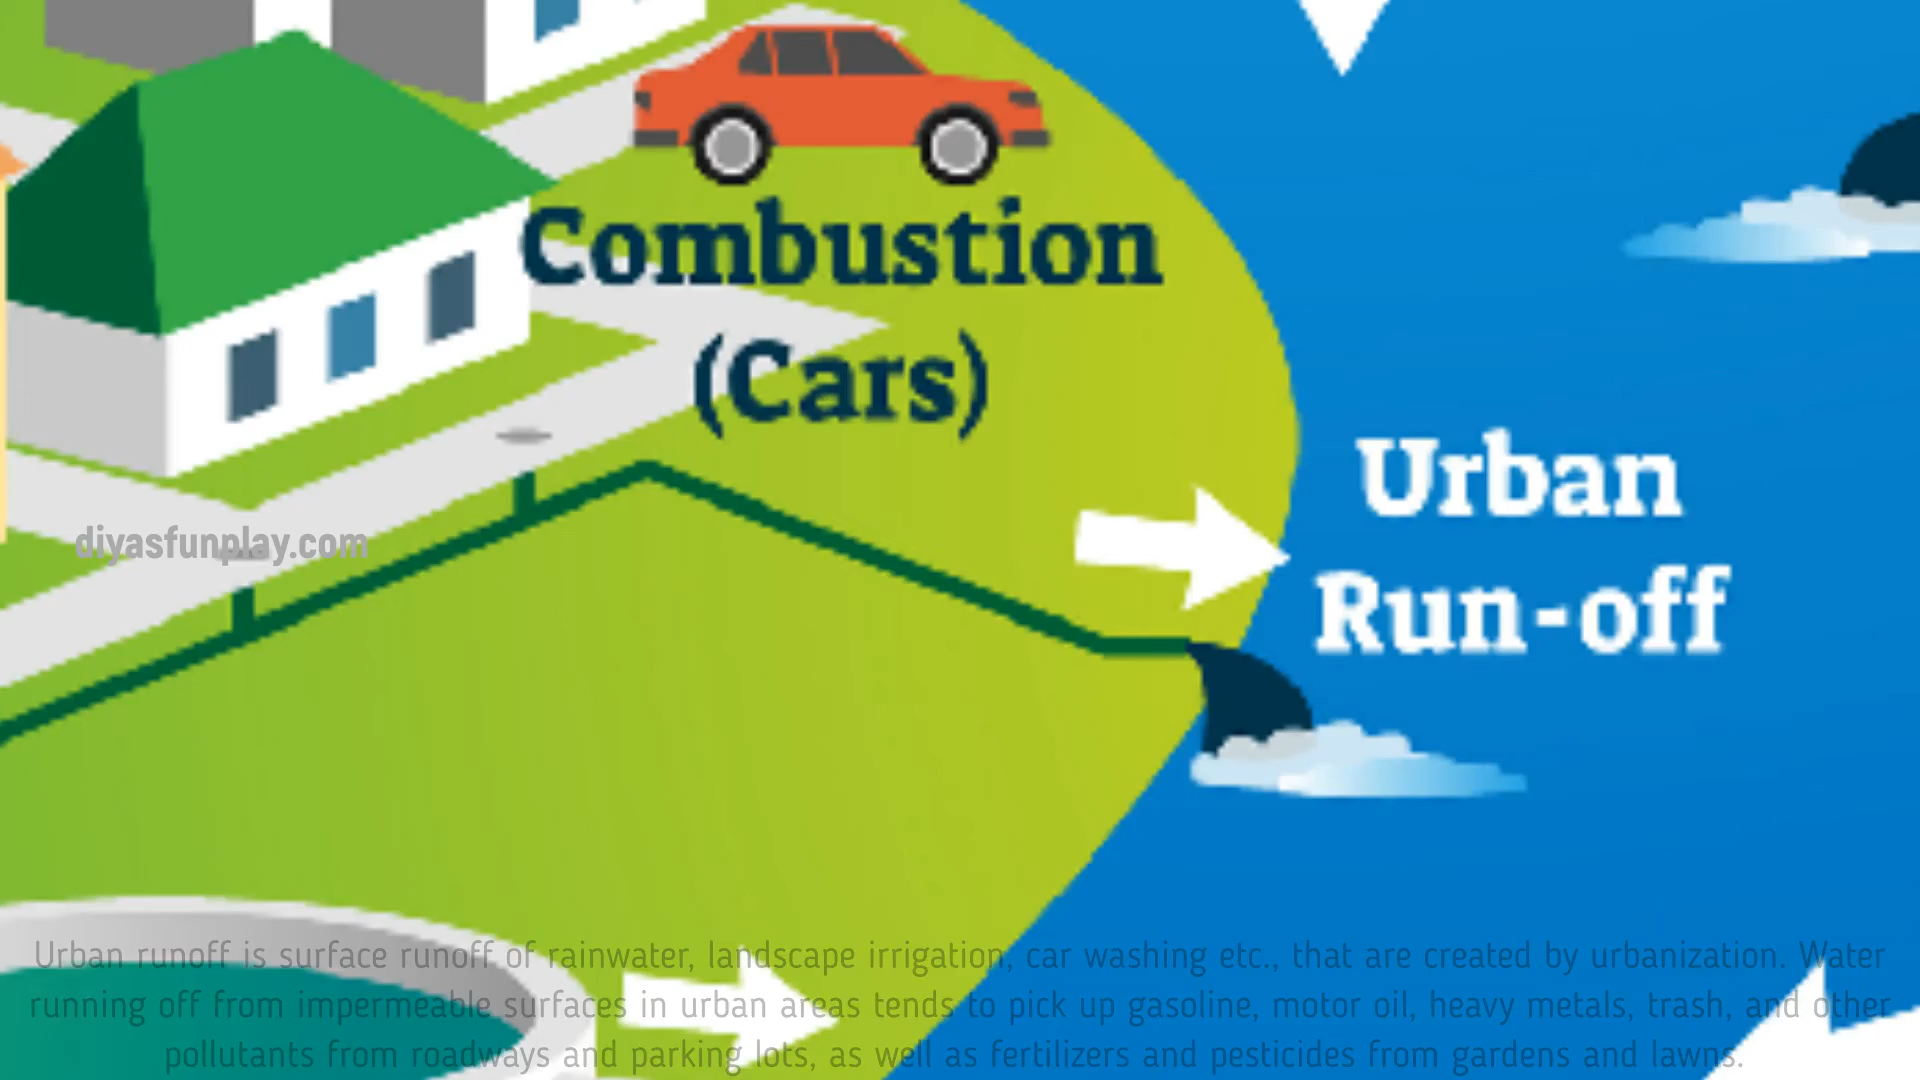 Combustion
(Cars)
Urban
Run-off
diyasfunplay.com
Urban runoff is surface runoff of rainwater, landscape irrigation, car washing etc., that are created by urbanization. Water
running off from impermeable surfaces in urban areas tends to pick up gasoline, motor oil, heavy metals, trash, and other
pollutants from roadways and parking lots, as well as fertilizers and pesticides from gardens and lawns.